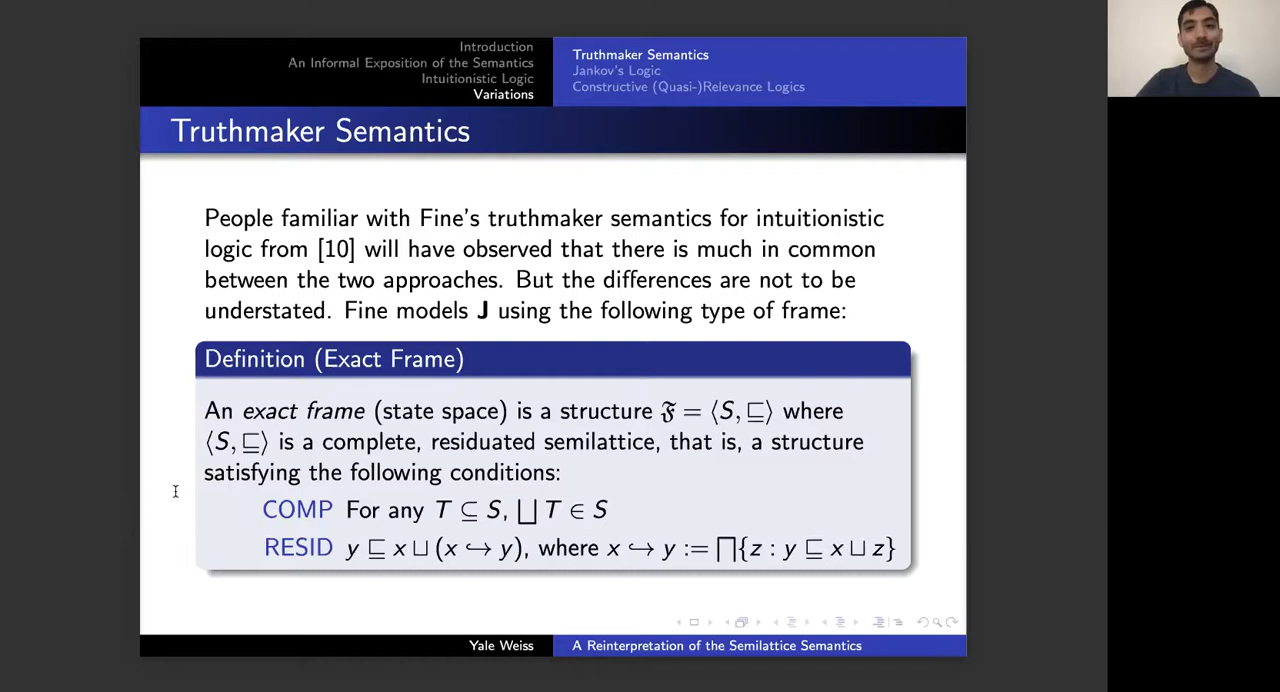 Introduction
An Informal Exposition of the Semantics
Intuitionistic Logic
Variations
Truthmaker Semantics
Jankov's Logic
Constructive (Quasi-)Relevance Logics
Truthmaker Semantics
People familiar with Fine's truthmaker semantics for intuitionistic
logic from [10] will have observed that there is much in common
between the two approaches. But the differences are not to be
understated. Fine models J using the following type of frame:
Definition (Exact Frame)
An exact frame (state space) is a structure 𝔉 = ⟨S, ⊑⟩ where
⟨S, ⊑⟩ is a complete, residuated semilattice, that is, a structure
satisfying the following conditions:
COMP For any T ⊆ S, ⨆ T ∈ S
RESID y ⊑ x ⊔ (x ↪ y), where x ↪ y := ⨅{z : y ⊑ x ⊔ z}
Yale Weiss
A Reinterpretation of the Semilattice Semantics